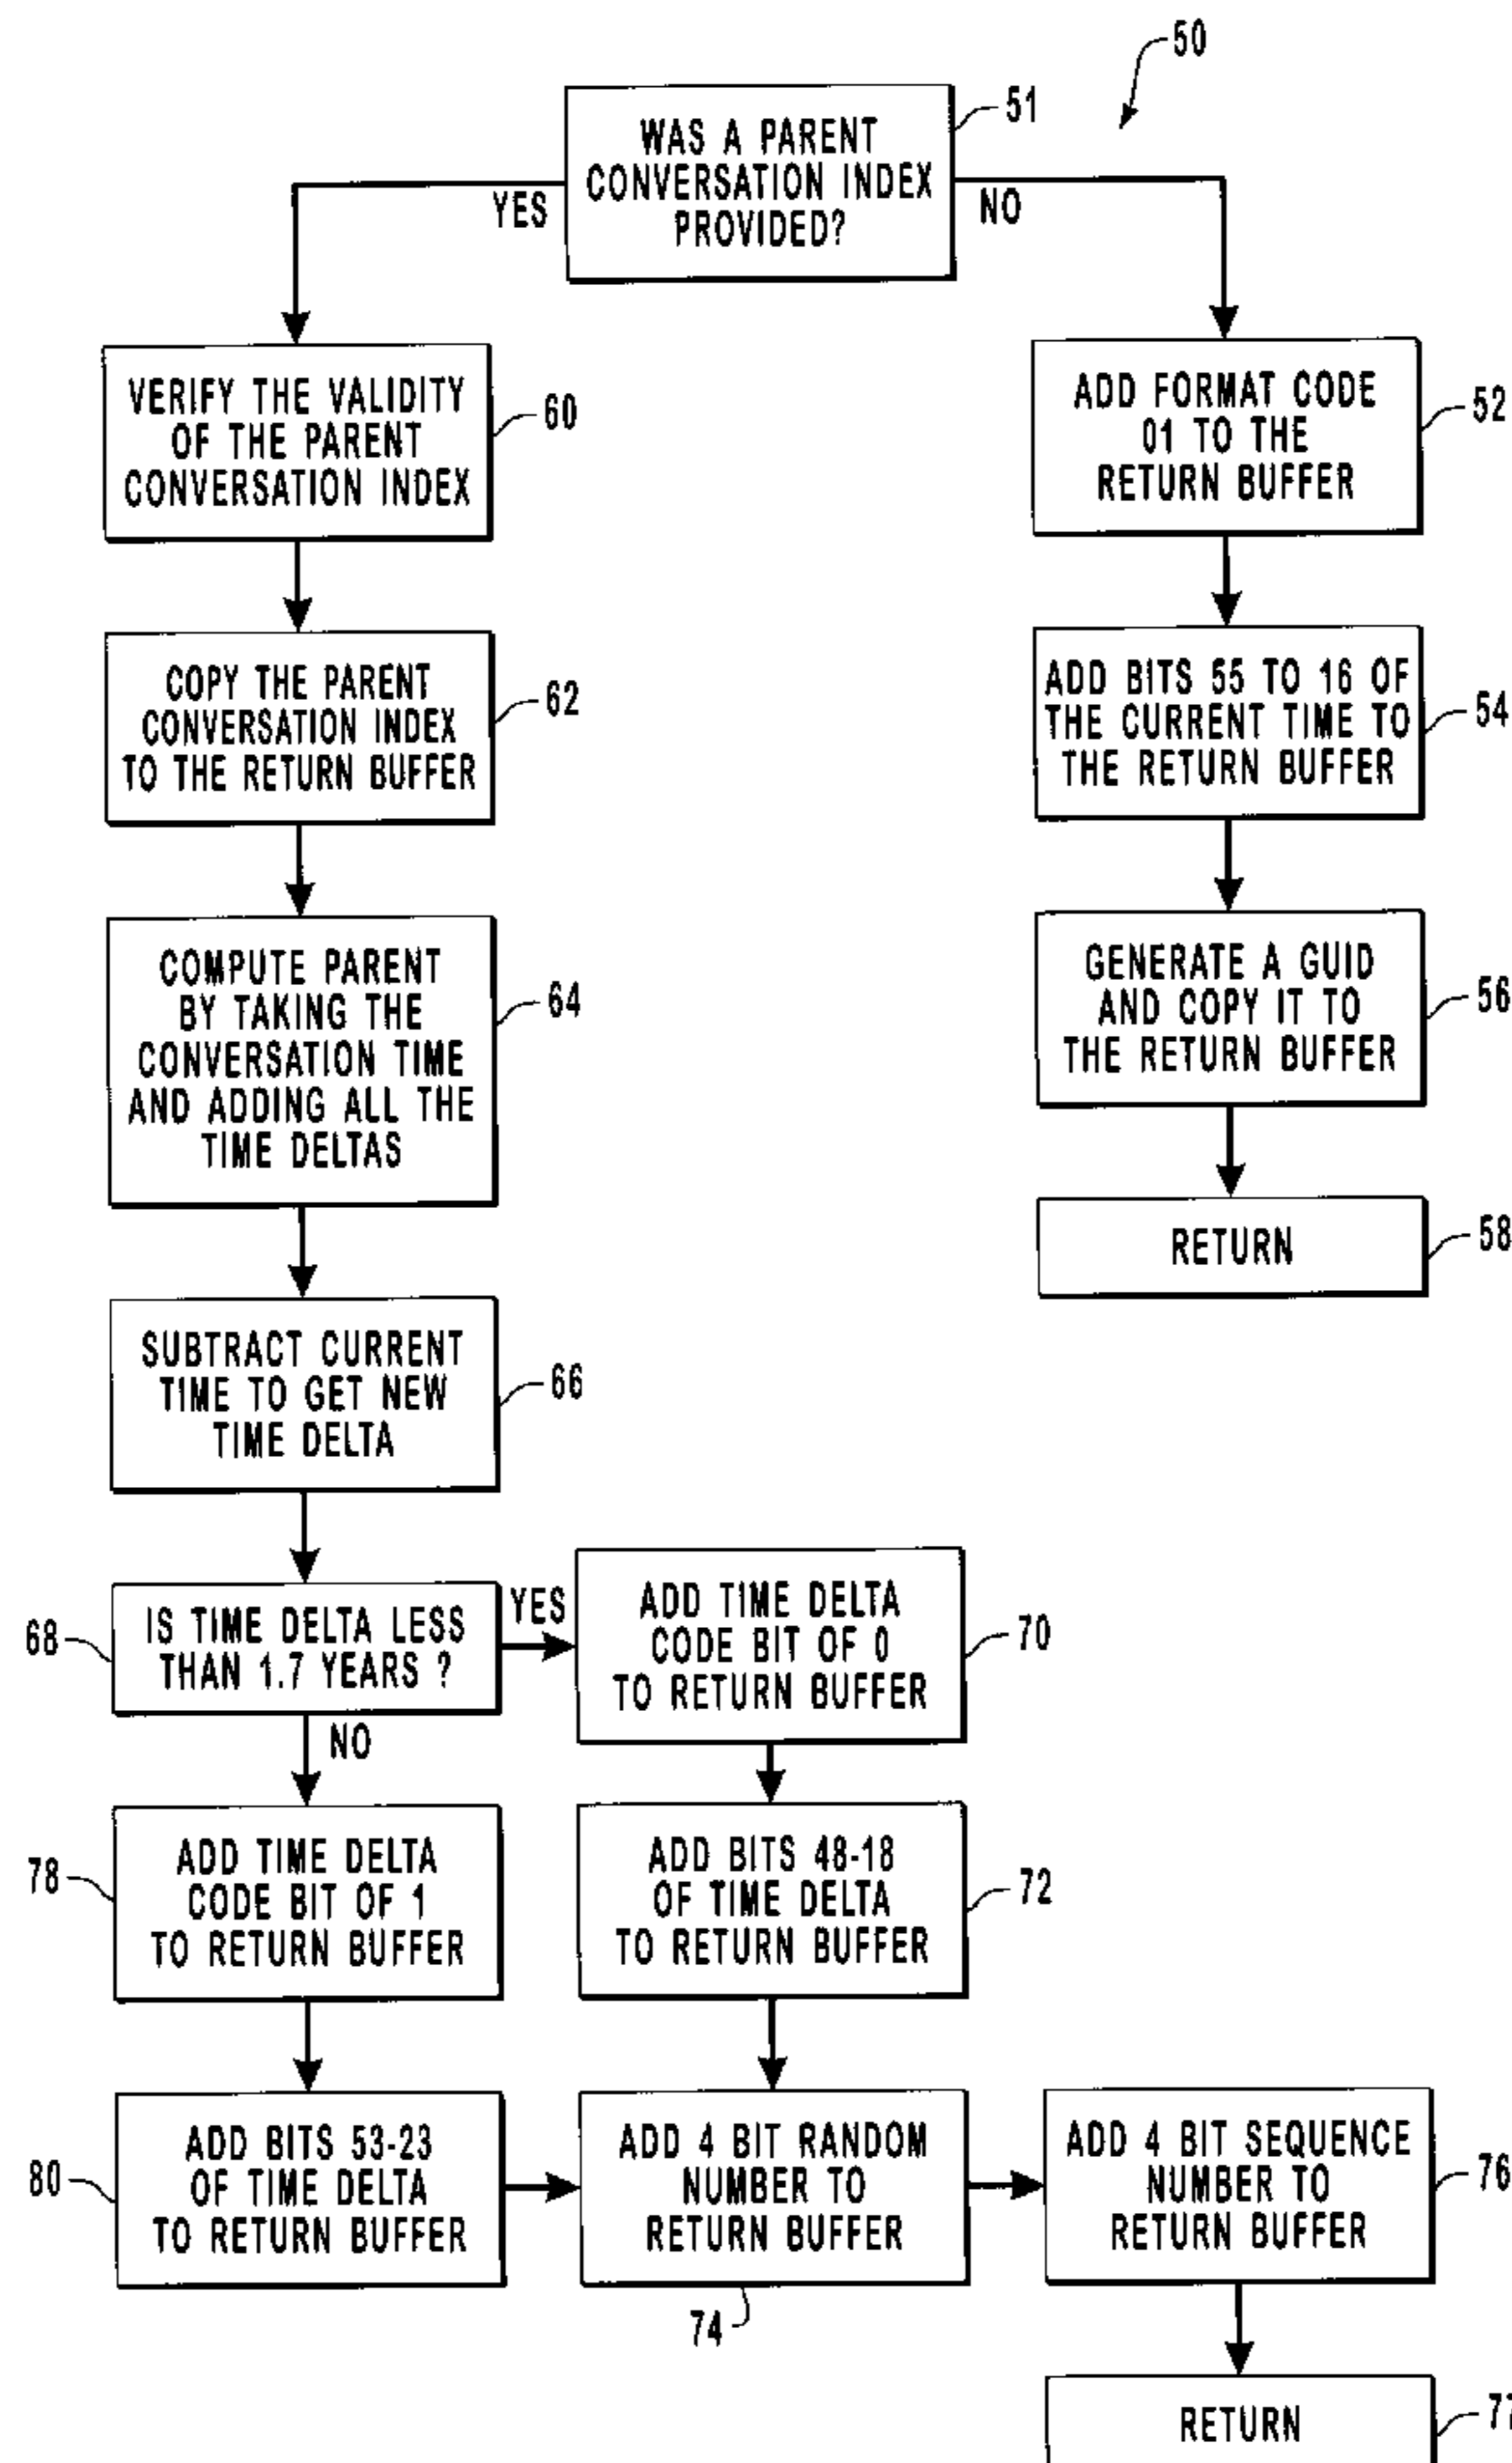 50
WAS A PARENT
CONVERSATION INDEX
PROVIDED?
51
YES
NO
VERIFY THE VALIDITY
OF THE PARENT
CONVERSATION INDEX
60
ADD FORMAT CODE
01 TO THE
RETURN BUFFER
52
COPY THE PARENT
CONVERSATION INDEX
TO THE RETURN BUFFER
62
ADD BITS 55 TO 16 OF
THE CURRENT TIME TO
THE RETURN BUFFER
54
COMPUTE PARENT
BY TAKING THE
CONVERSATION TIME
AND ADDING ALL THE
TIME DELTAS
64
GENERATE A GUID
AND COPY IT TO
THE RETURN BUFFER
56
RETURN
58
SUBTRACT CURRENT
TIME TO GET NEW
TIME DELTA
66
68
IS TIME DELTA LESS
THAN 1.7 YEARS ?
YES
NO
ADD TIME DELTA
CODE BIT OF 0
TO RETURN BUFFER
70
78
ADD TIME DELTA
CODE BIT OF 1
TO RETURN BUFFER
ADD BITS 48-18
OF TIME DELTA
TO RETURN BUFFER
72
80
ADD BITS 53-23
OF TIME DELTA
TO RETURN BUFFER
ADD 4 BIT RANDOM
NUMBER TO
RETURN BUFFER
74
ADD 4 BIT SEQUENCE
NUMBER TO
RETURN BUFFER
76
RETURN
77